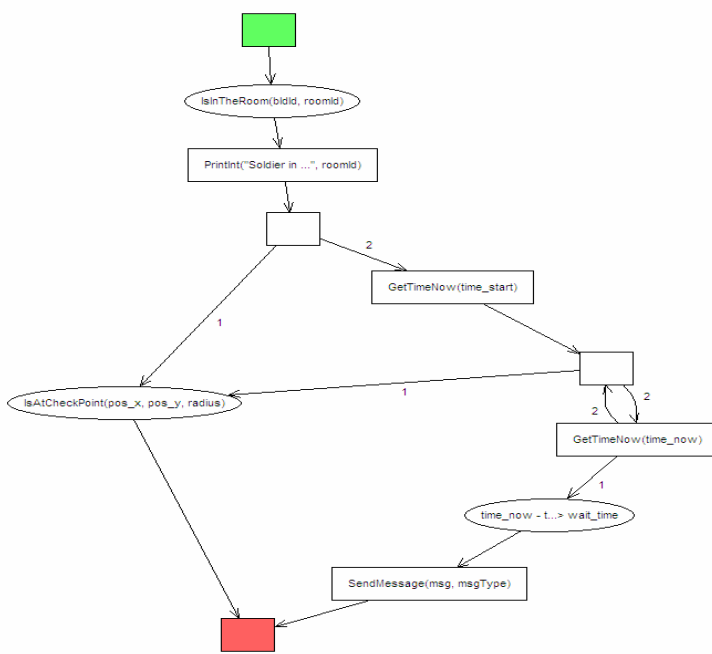 IsInTheRoom(bldId, roomId)
PrintInt("Soldier in ...", roomId)
2
GetTimeNow(time_start)
1
1
2
IsAtCheckPoint(pos_x, pos_y, radius)
2
GetTimeNow(time_now)
1
time_now - t...> wait_time
SendMessage(msg, msgType)